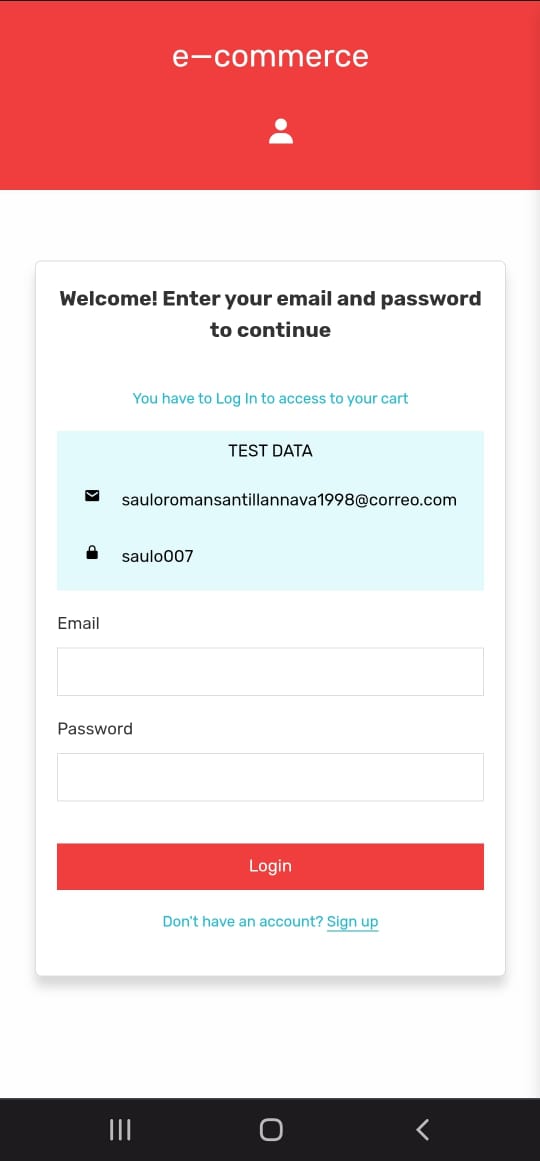 e—commerce
Welcome! Enter your email and password
to continue
You have to Log In to access to your cart
TEST DATA
sauloromansantillannava1998@correo.com
saulo007
Email
Password
Login
Don't have an account? Sign up